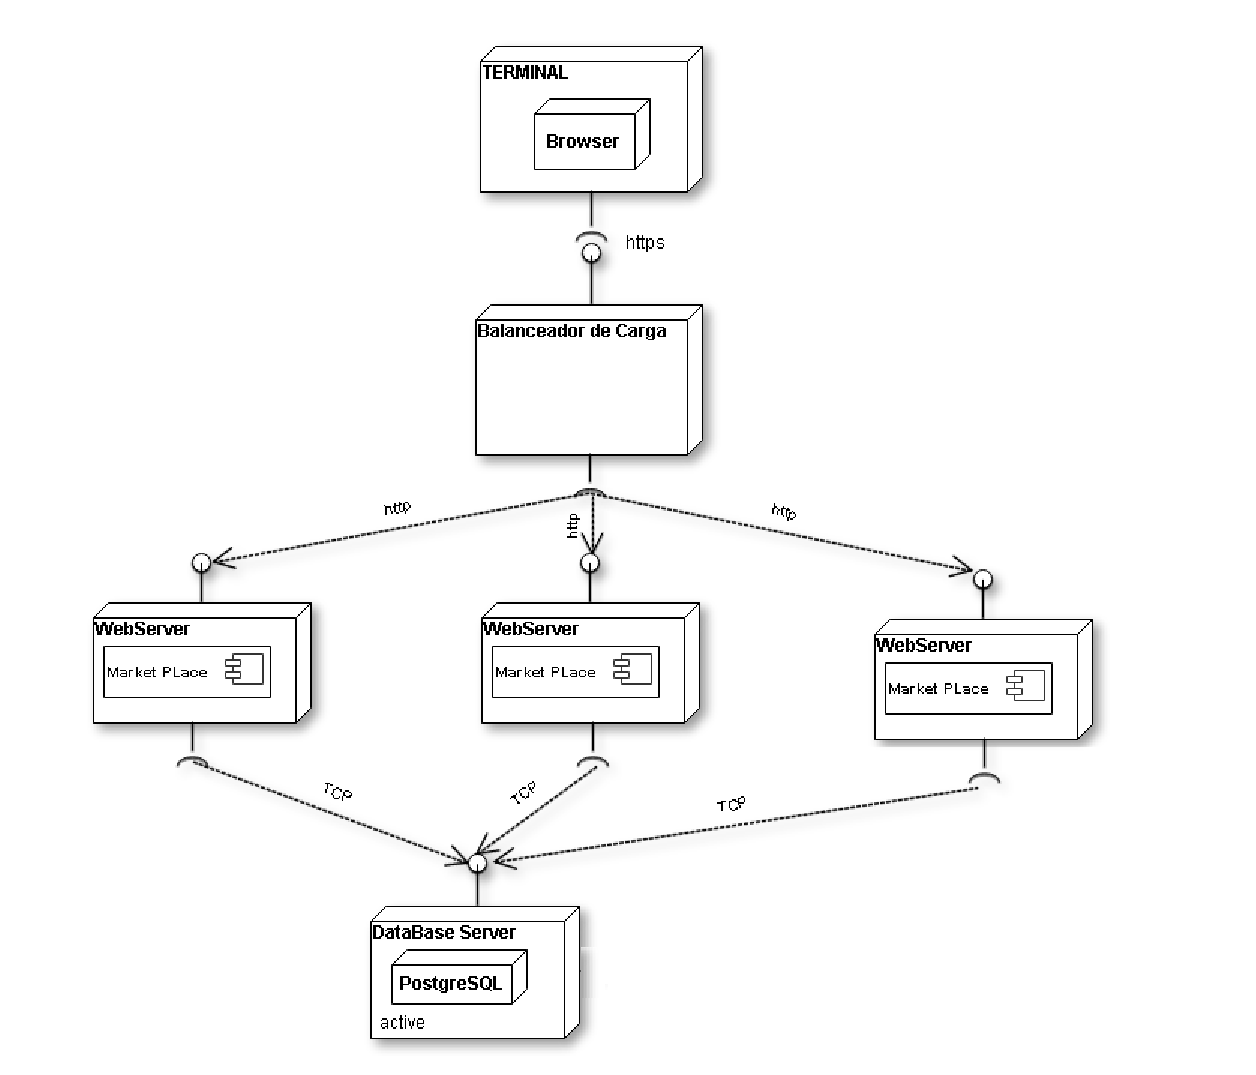 TERMINAL
Browser
https
Balanceador de Carga
http
http
http
WebServer
Market PLace
WebServer
Market PLace
WebServer
Market PLace
TCP
TCP
TCP
DataBase Server
PostgreSQL
active